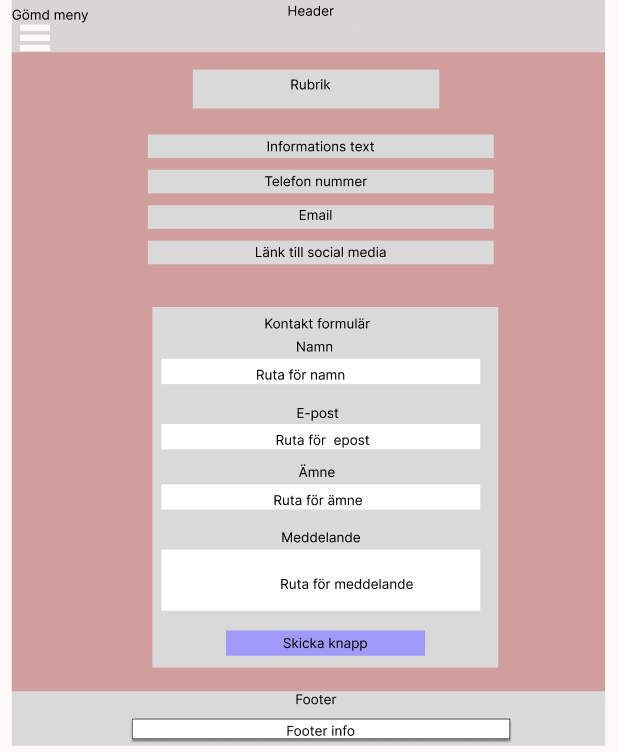 Gömd meny
Header
Rubrik
Informations text
Telefon nummer
Email
Länk till social media
Kontakt formulär
Namn
Ruta för namn
E-post
Ruta för  epost
Ämne
Ruta för ämne
Meddelande
Ruta för meddelande
Skicka knapp
Footer
Footer info